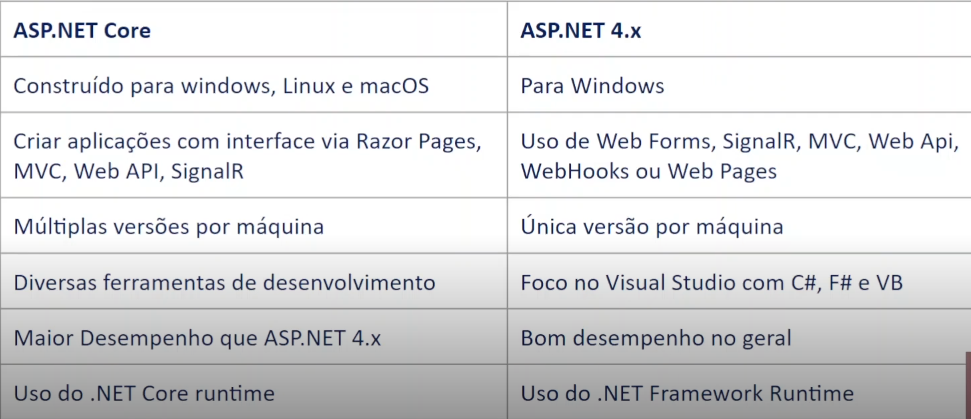 ASP.NET Core
ASP.NET 4.x
Construído para windows, Linux e macOS
Para Windows
Criar aplicações com interface via Razor Pages,
MVC, Web API, SignalR
Uso de Web Forms, SignalR, MVC, Web Api,
WebHooks ou Web Pages
Múltiplas versões por máquina
Única versão por máquina
Diversas ferramentas de desenvolvimento
Foco no Visual Studio com C#, F# e VB
Maior Desempenho que ASP.NET 4.x
Bom desempenho no geral
Uso do .NET Core runtime
Uso do .NET Framework Runtime